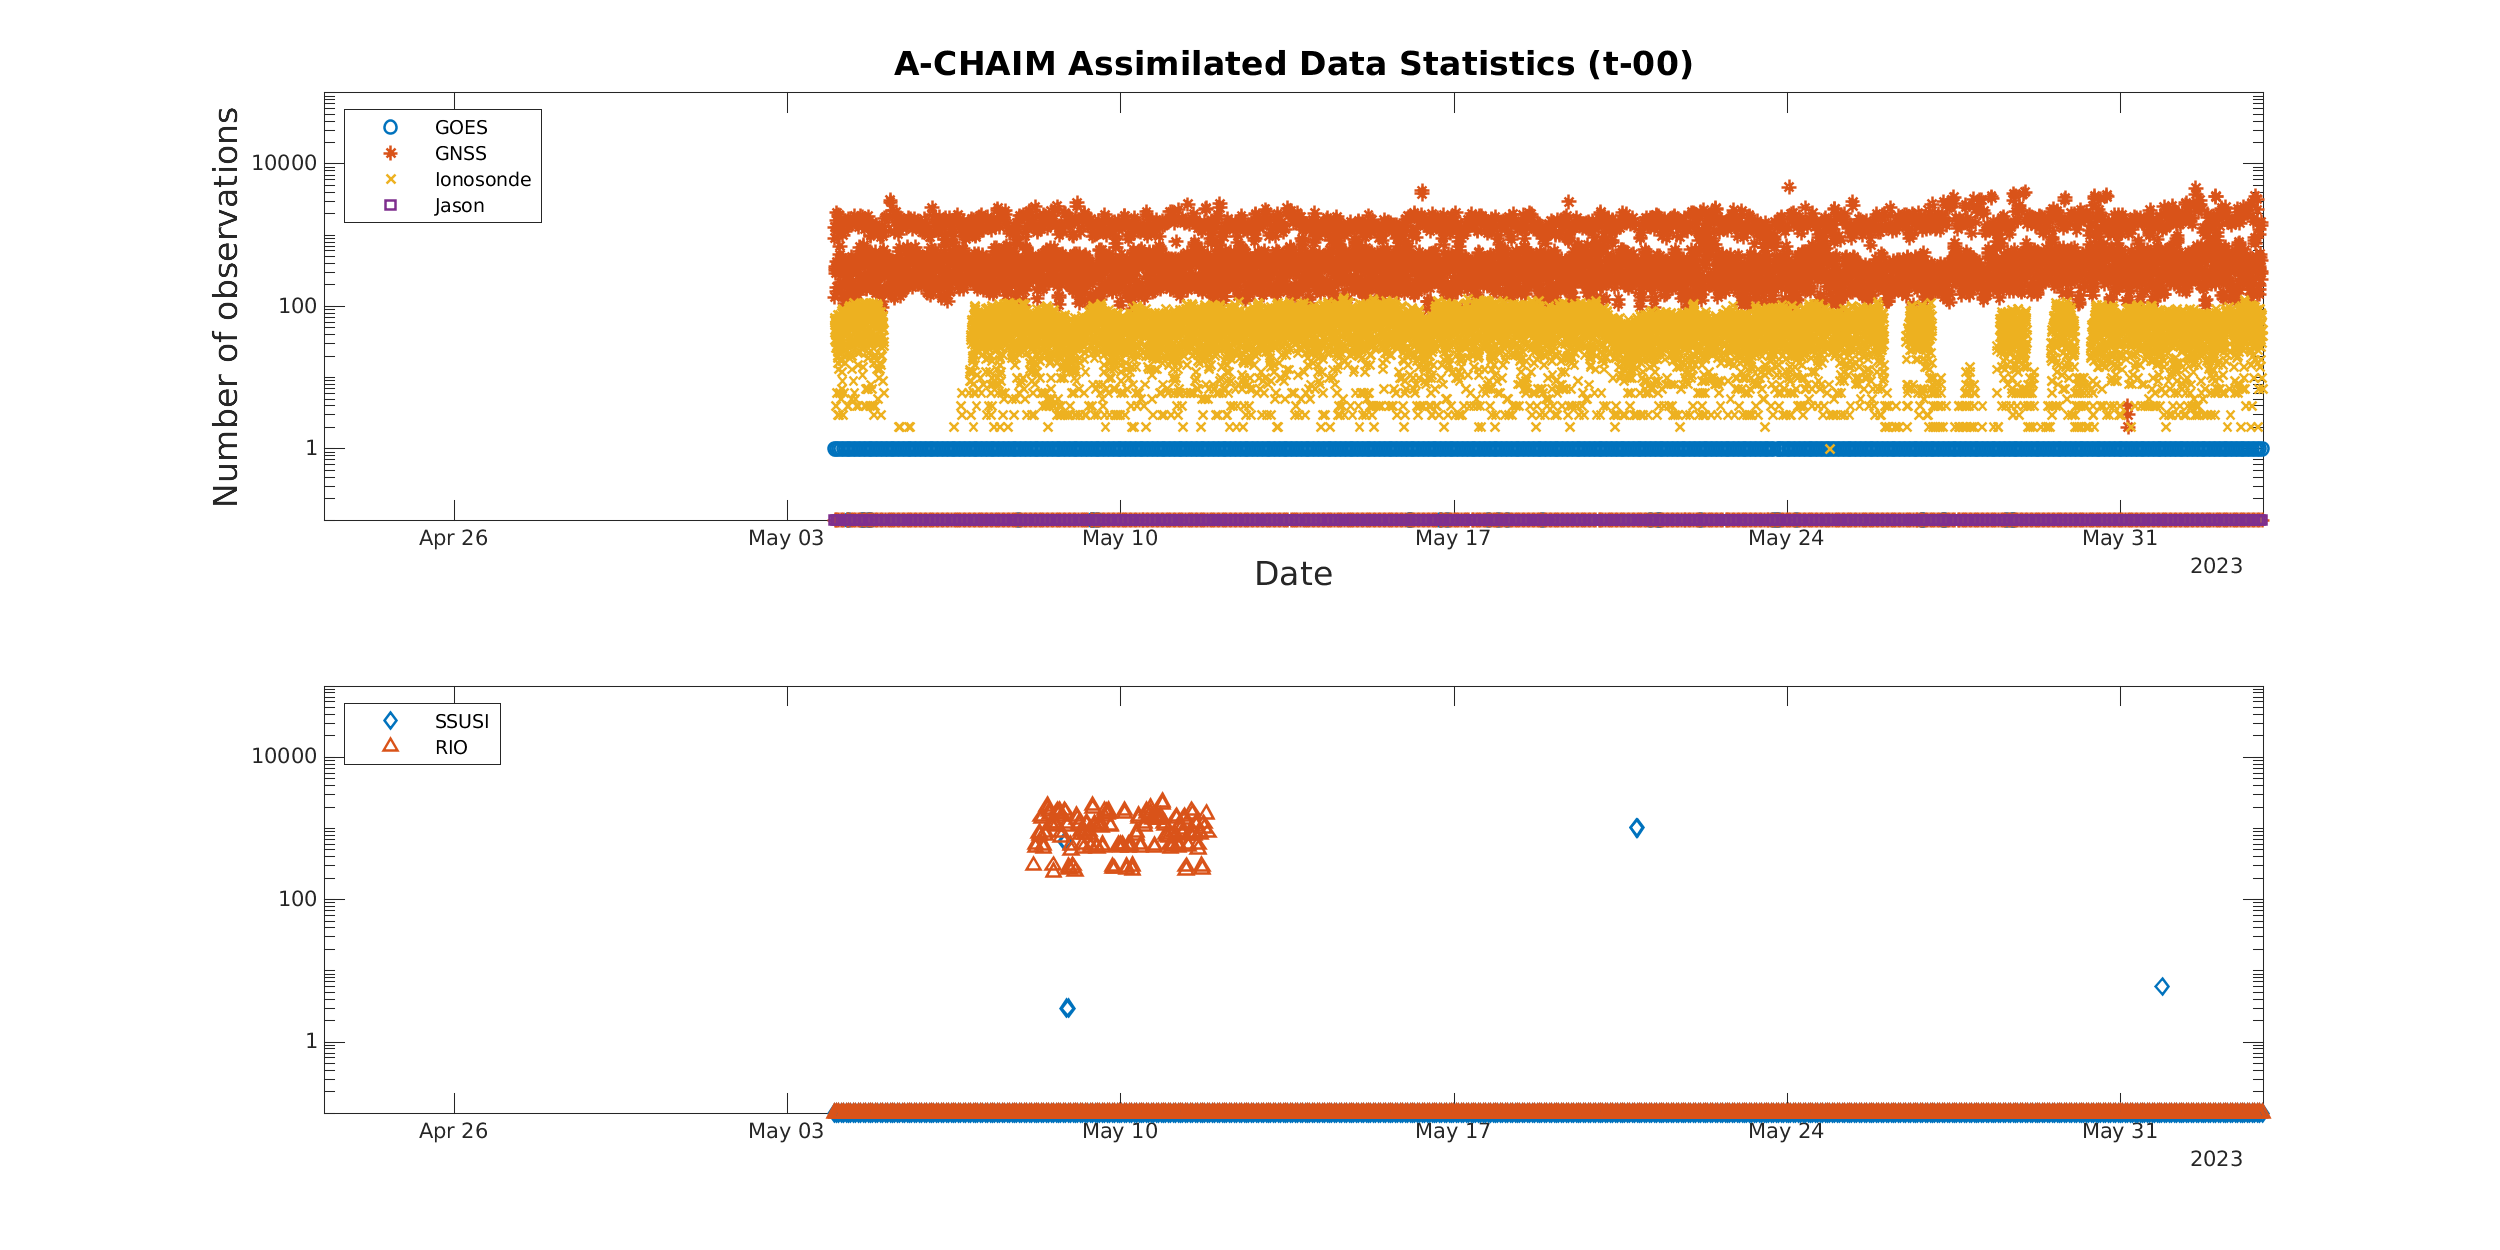 A-CHAIM Assimilated Data Statistics (t-00)
Number of observations
10000
100
1
GOES
GNSS
Ionosonde
Jason
Apr 26
May 03
May 10
May 17
May 24
May 31
2023
Date
10000
100
1
SSUSI
RIO
Apr 26
May 03
May 10
May 17
May 24
May 31
2023